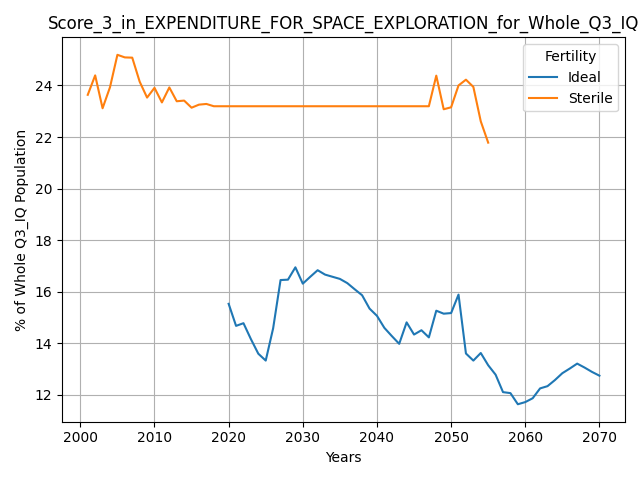 Score_3_in_EXPENDITURE_FOR_SPACE_EXPLORATION_for_Whole_Q3_IQ
Fertility
Ideal
Sterile
24
22
20
18
16
14
12
% of Whole Q3_IQ Population
2000 2010 2020 2030 2040 2050 2060 2070
Years